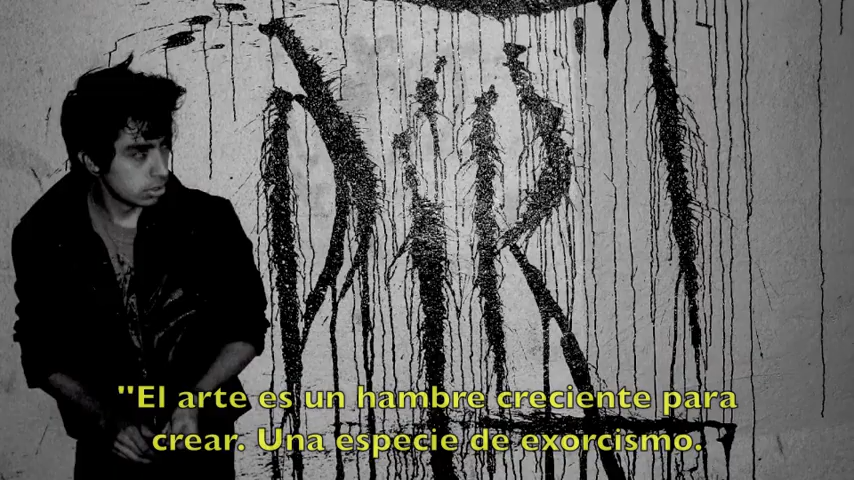 "El arte es un hambre creciente para
crear. Una especie de exorcismo.